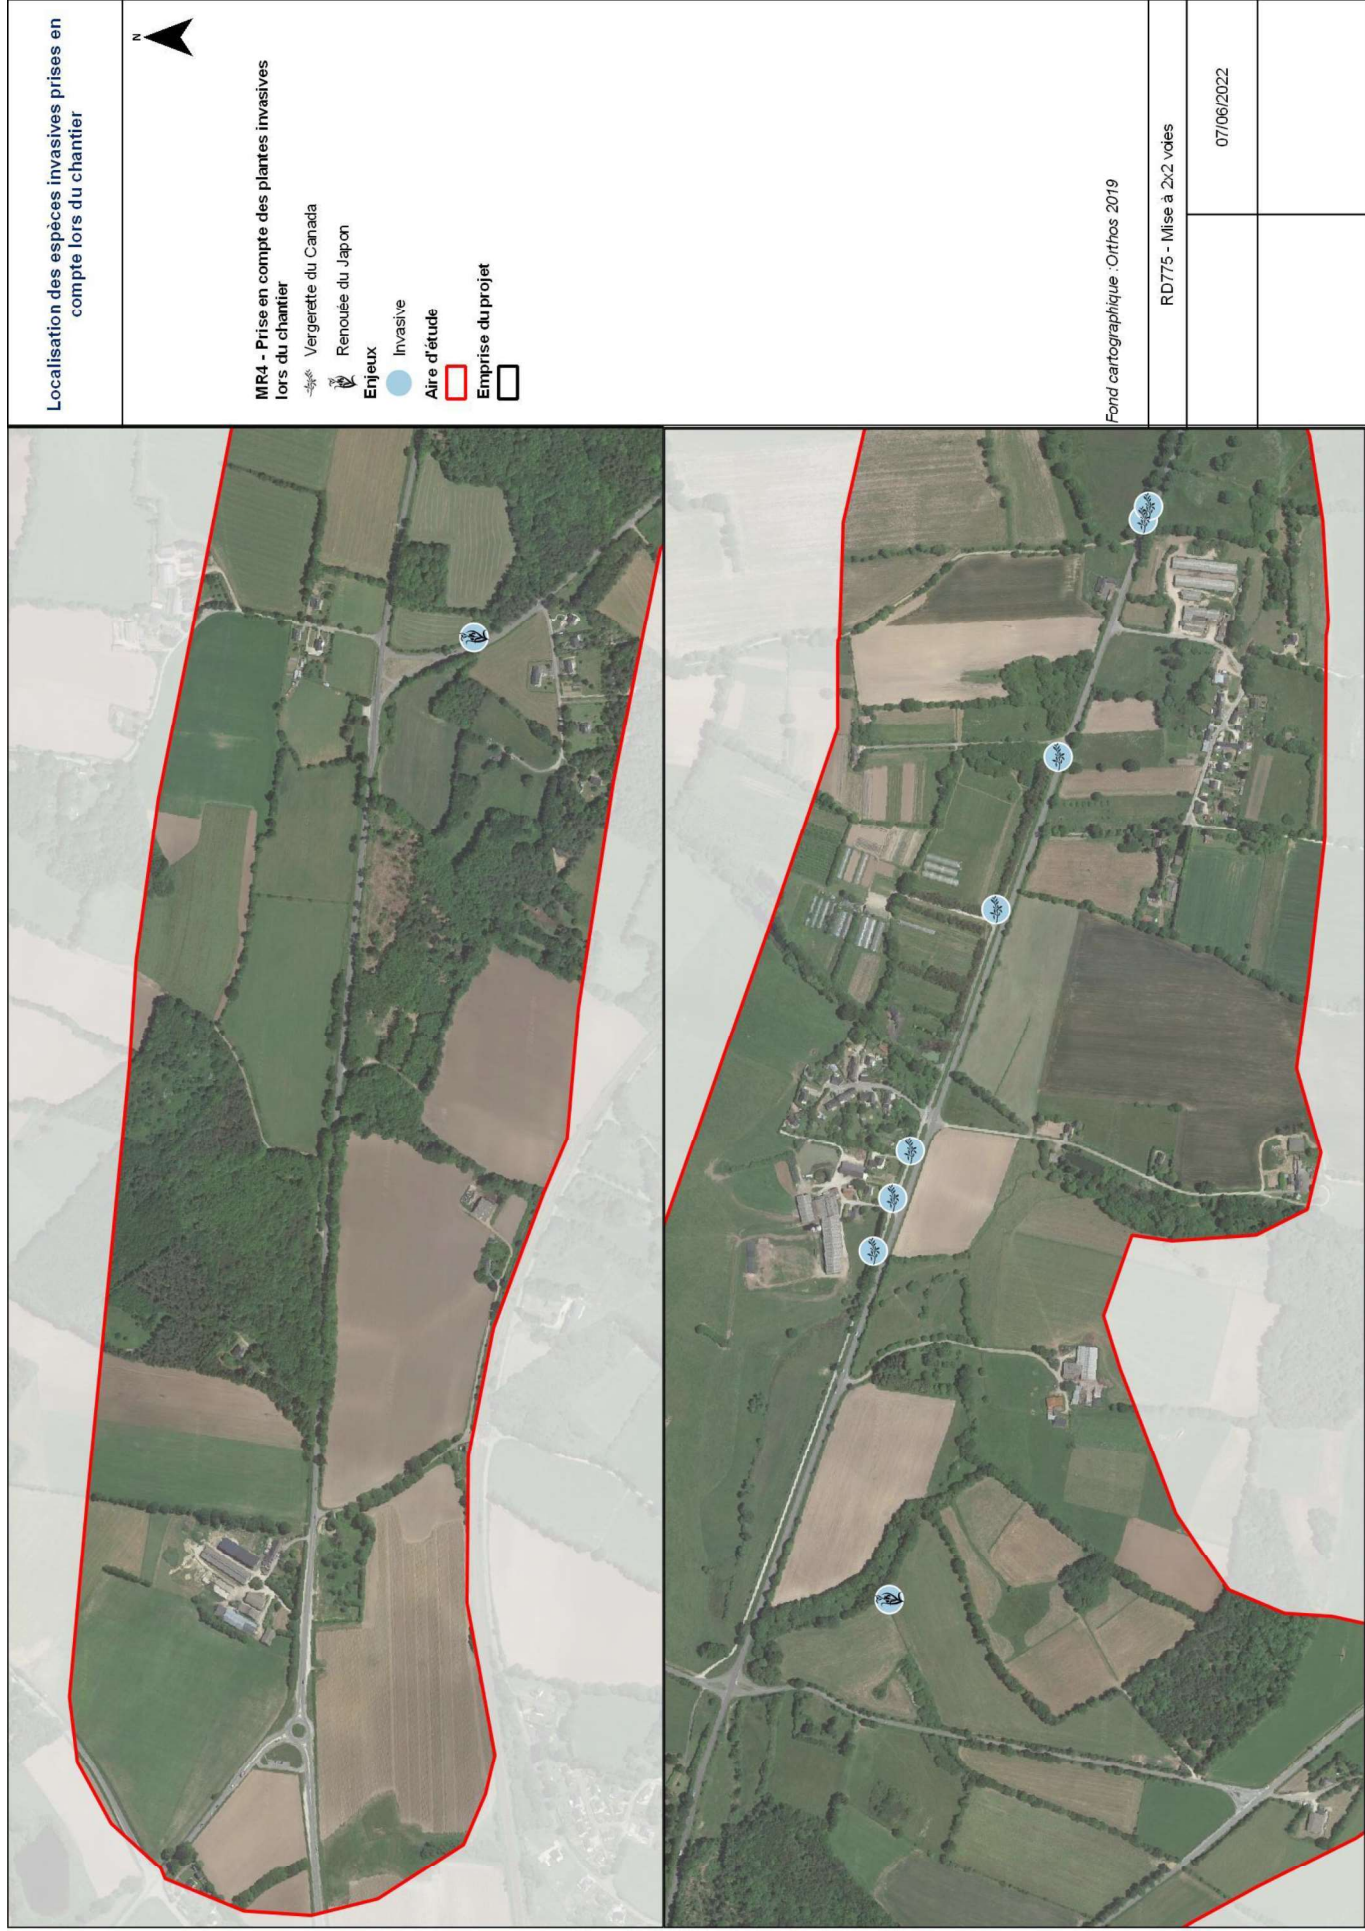 Localisation des espèces invasives prises en
compte lors du chantier
N
MR4 - Prise en compte des plantes invasives
lors du chantier
Vergerette du Canada
Renouée du Japon
Enjeux
Invasive
Aire d'étude
Emprise du projet
Fond cartographique :Orthos 2019
RD775 - Mise à 2x2 voies
07/06/2022